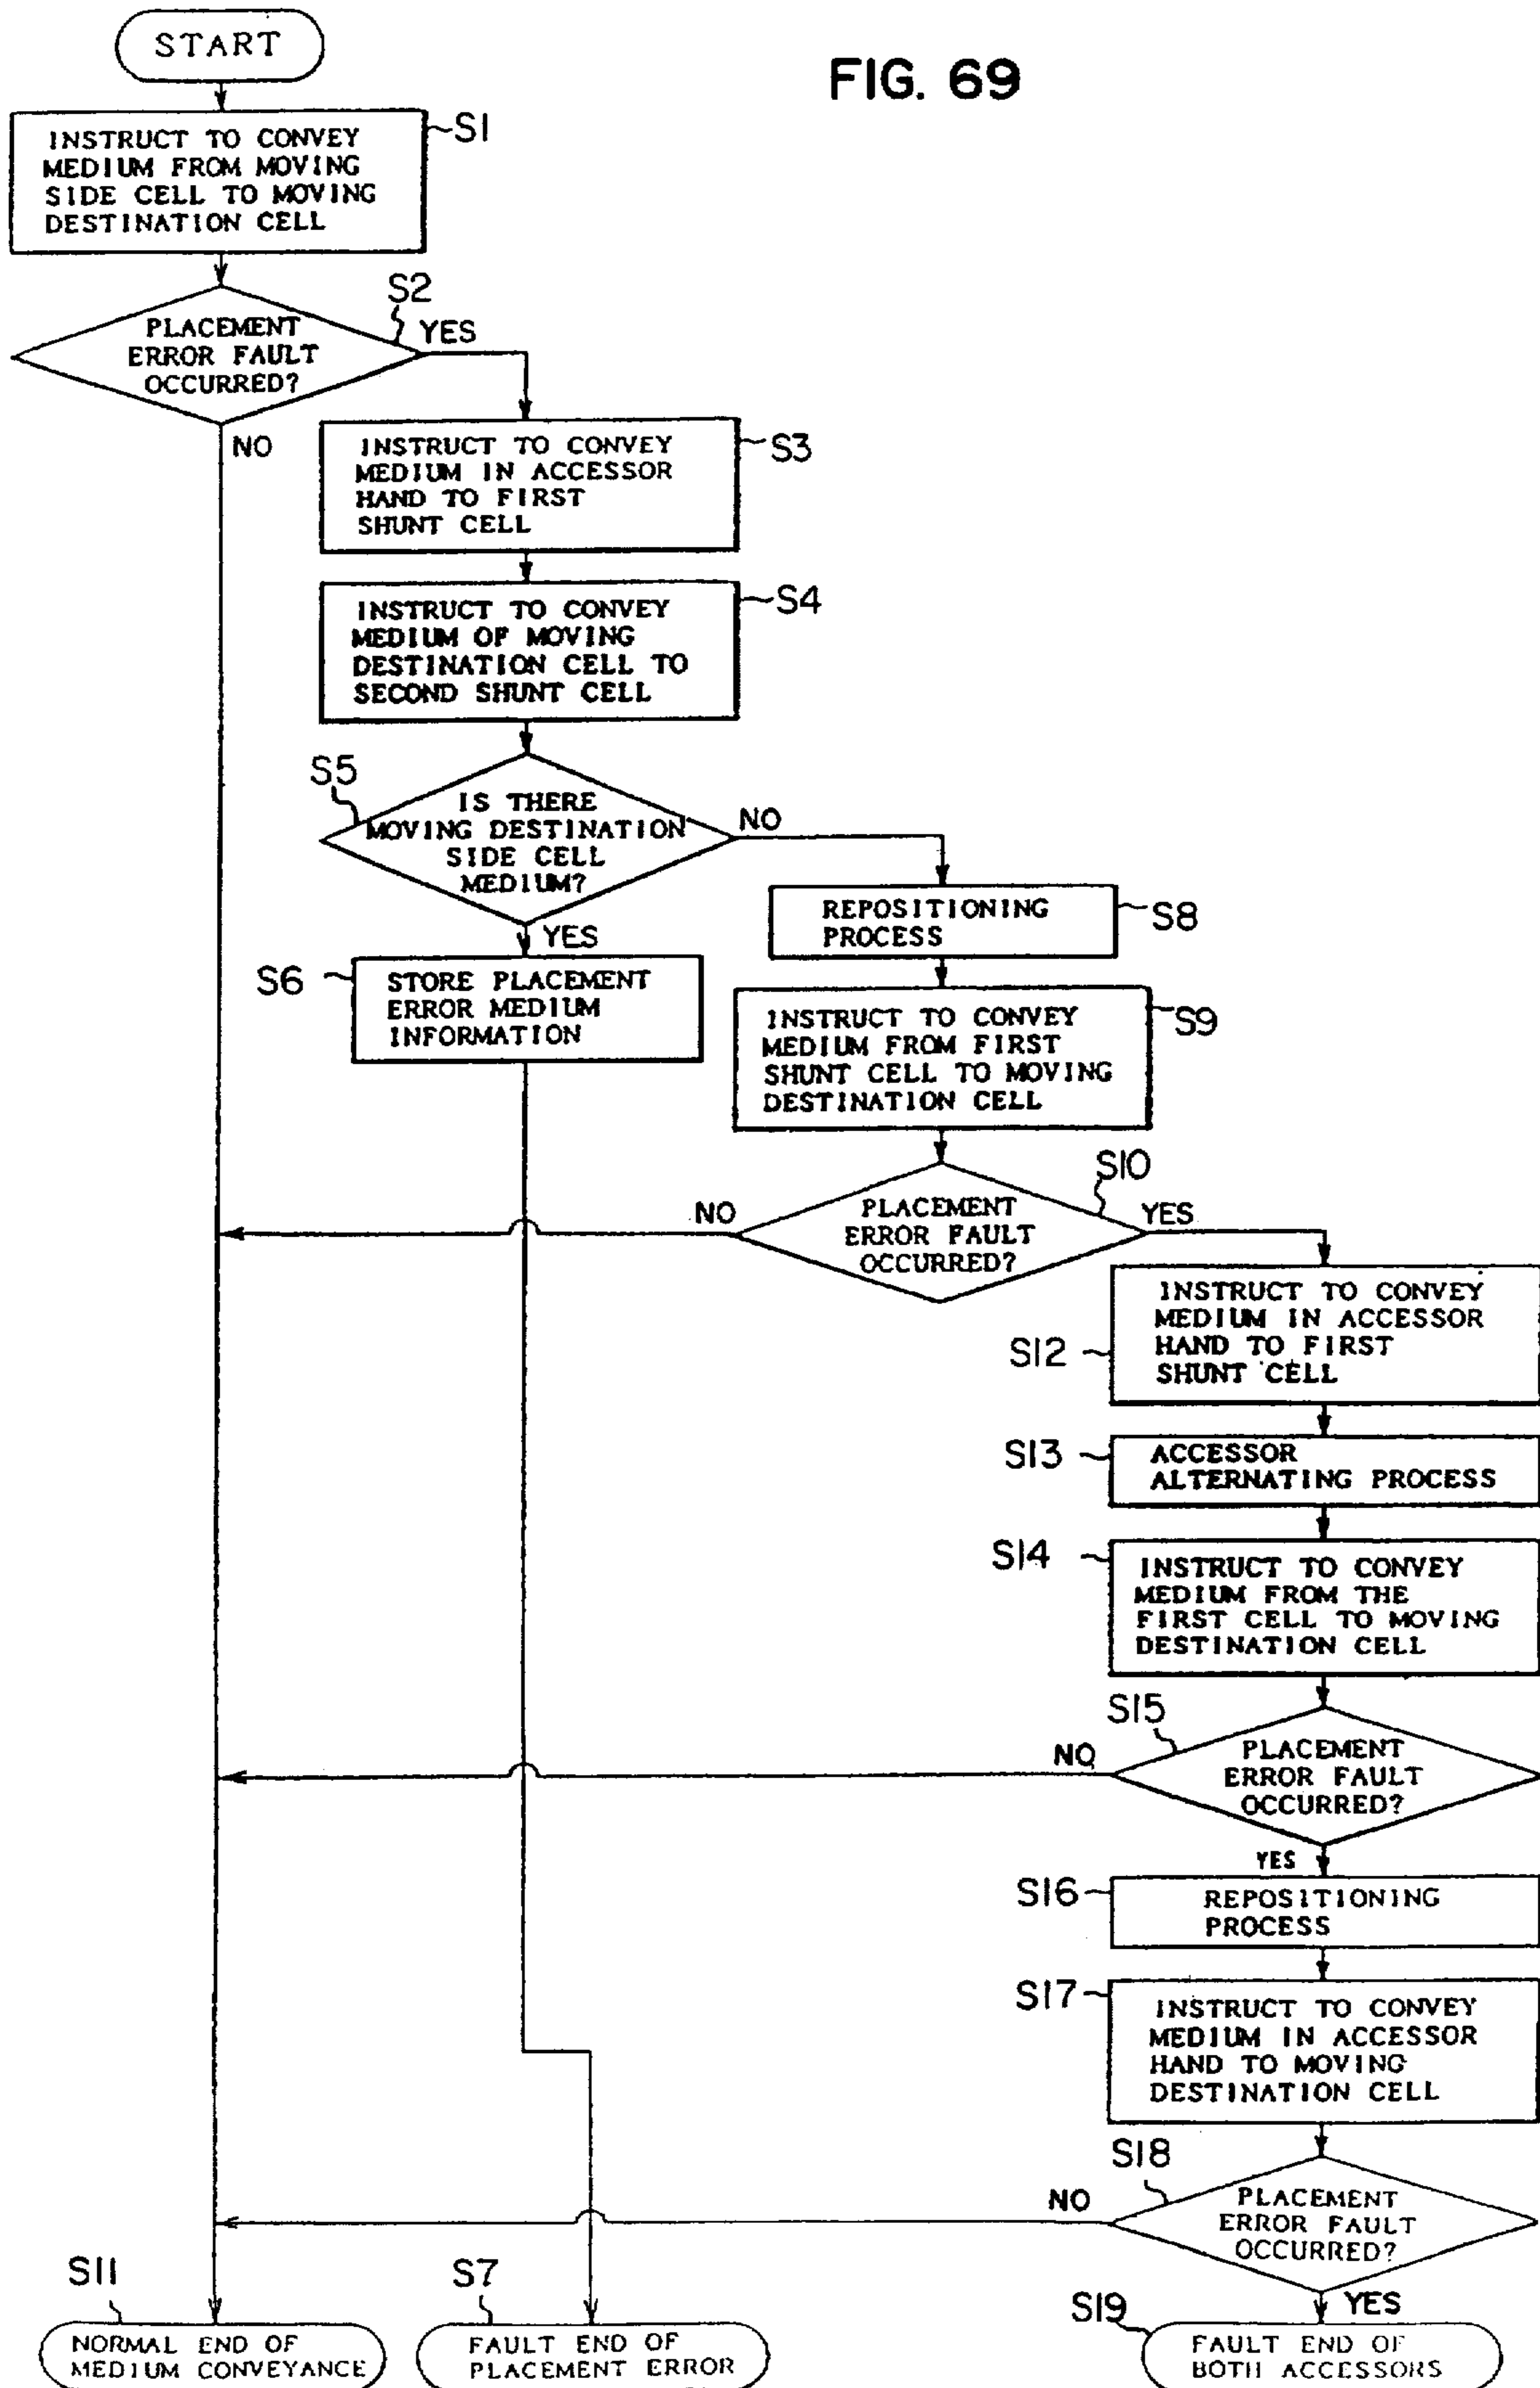 START
FIG. 69
S1
INSTRUCT TO CONVEY
MEDIUM FROM MOVING
SIDE CELL TO MOVING
DESTINATION CELL
S2
PLACEMENT
ERROR FAULT
OCCURRED?
YES
NO
INSTRUCT TO CONVEY
MEDIUM IN ACCESSOR
HAND TO FIRST
SHUNT CELL
S3
INSTRUCT TO CONVEY
MEDIUM OF MOVING
DESTINATION CELL TO
SECOND SHUNT CELL
S4
S5
IS THERE
MOVING DESTINATION
SIDE CELL
MEDIUM?
NO
YES
S6
STORE PLACEMENT
ERROR MEDIUM
INFORMATION
REPOSITIONING
PROCESS
S8
INSTRUCT TO CONVEY
MEDIUM FROM FIRST
SHUNT CELL TO MOVING
DESTINATION CELL
S9
S10
PLACEMENT
ERROR FAULT
OCCURRED?
NO
YES
S12
INSTRUCT TO CONVEY
MEDIUM IN ACCESSOR
HAND TO FIRST
SHUNT CELL
S13
ACCESSOR
ALTERNATING PROCESS
S14
INSTRUCT TO CONVEY
MEDIUM FROM THE
FIRST CELL TO MOVING
DESTINATION CELL
S15
PLACEMENT
ERROR FAULT
OCCURRED?
NO
YES
S16
REPOSITIONING
PROCESS
S17
INSTRUCT TO CONVEY
MEDIUM IN ACCESSOR
HAND TO MOVING
DESTINATION CELL
S18
PLACEMENT
ERROR FAULT
OCCURRED?
NO
YES
S11
NORMAL END OF
MEDIUM CONVEYANCE
S7
FAULT END OF
PLACEMENT ERROR
S19
FAULT END OF
BOTH ACCESSORS